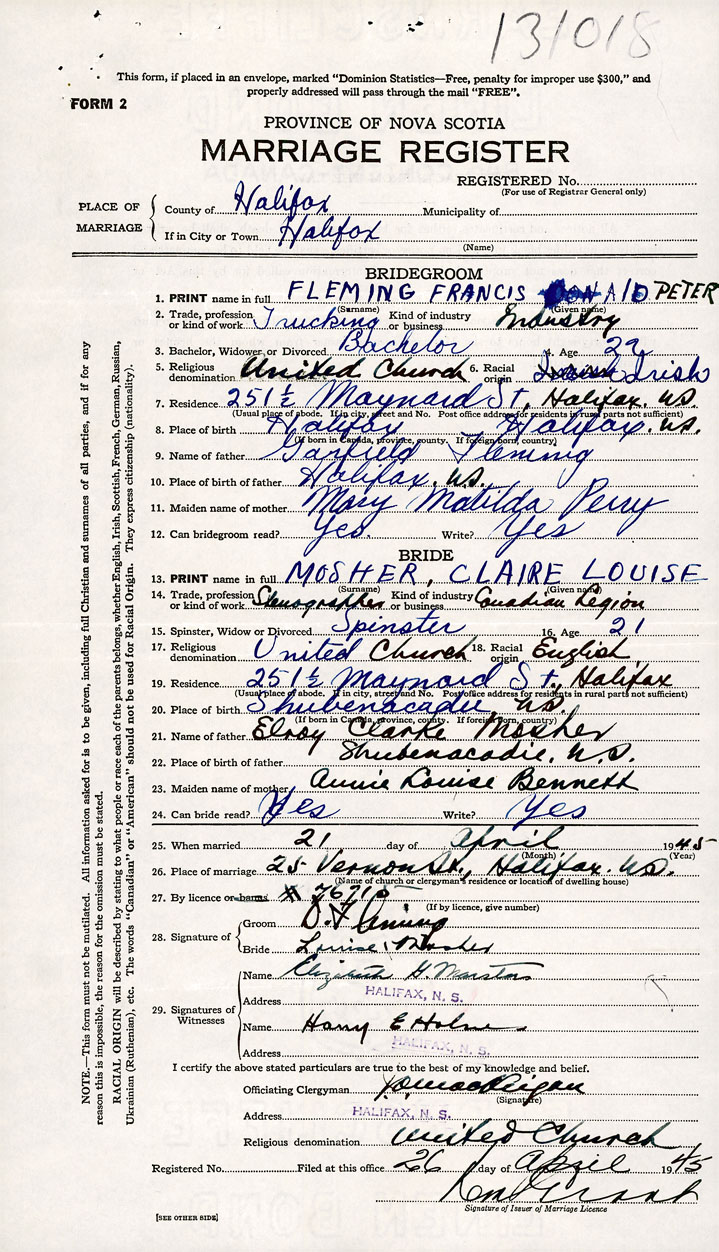 131018
This form, if placed in an envelope, marked "Dominion Statistics—Free, penalty for improper use $300," and
properly addressed will pass through the mail "FREE".
FORM 2
PROVINCE OF NOVA SCOTIA
MARRIAGE REGISTER
REGISTERED No.
(For use of Registrar General only)
PLACE OF MARRIAGE
County of Halifax Municipality of
If in City or Town Halifax
(Name)
BRIDEGROOM
1. PRINT name in full FLEMING FRANCIS DONALD PETER
(Surname) (Given name)
2. Trade, profession or kind of work Trucking Kind of industry or business Industry
3. Bachelor, Widower or Divorced Bachelor 4. Age 29
5. Religious denomination United Church 6. Racial origin Irish
7. Residence 251½ Maynard St, Halifax. N.S.
(Usual place of abode. If in city, street and No. Post office address for residents in rural parts not sufficient)
8. Place of birth Halifax Halifax. N.S.
(If born in Canada, province, county. If foreign born, country)
9. Name of father Garfield Fleming
10. Place of birth of father Halifax, N.S.
11. Maiden name of mother Mary Matilda Perry
12. Can bridegroom read? Yes. Write? Yes
BRIDE
13. PRINT name in full MOSHER, CLAIRE LOUISE
(Surname) (Given name)
14. Trade, profession or kind of work Stenographer Kind of industry or business Canadian Legion
15. Spinster, Widow or Divorced Spinster 16. Age 21
17. Religious denomination United Church 18. Racial origin English
19. Residence 251½ Maynard St, Halifax
(Usual place of abode. If in city, street and No. Post office address for residents in rural parts not sufficient)
20. Place of birth Shubenacadie N.S.
(If born in Canada, province, county. If foreign born, country)
21. Name of father Elroy Clarke Mosher
22. Place of birth of father Shubenacadie, N.S.
23. Maiden name of mother Annie Louise Bennett
24. Can bride read? Yes Write? Yes
25. When married 21 day of April 1945
(Month) (Year)
26. Place of marriage 25 Vernon St., Halifax. N.S.
(Name of church or clergyman's residence or location of dwelling house)
27. By licence or banns
(If by licence, give number)
28. Signature of
Groom D. Fleming
Bride Louise Mosher
29. Signatures of Witnesses
Name Elizabeth H.
Address HALIFAX, N. S.
Name Harry E
Address HALIFAX, N. S.
I certify the above stated particulars are true to the best of my knowledge and belief.
Officiating Clergyman
(Signature)
Address HALIFAX, N. S.
Religious denomination United Church
Registered No. Filed at this office 26 day of April 1945
Signature of Issuer of Marriage Licence
[SEE OTHER SIDE]
NOTE.—This form must not be mutilated. All information asked for is to be given, including full Christian and surnames of all parties, and if for any
reason this is impossible, the reason for the omission must be stated.
RACIAL ORIGIN will be described by stating to what people or race each of the parents belongs, whether English, Irish, Scottish, French, German, Russian,
Ukrainian (Ruthenian), etc. The words "Canadian" or "American" should not be used for Racial Origin. They express citizenship (nationality).